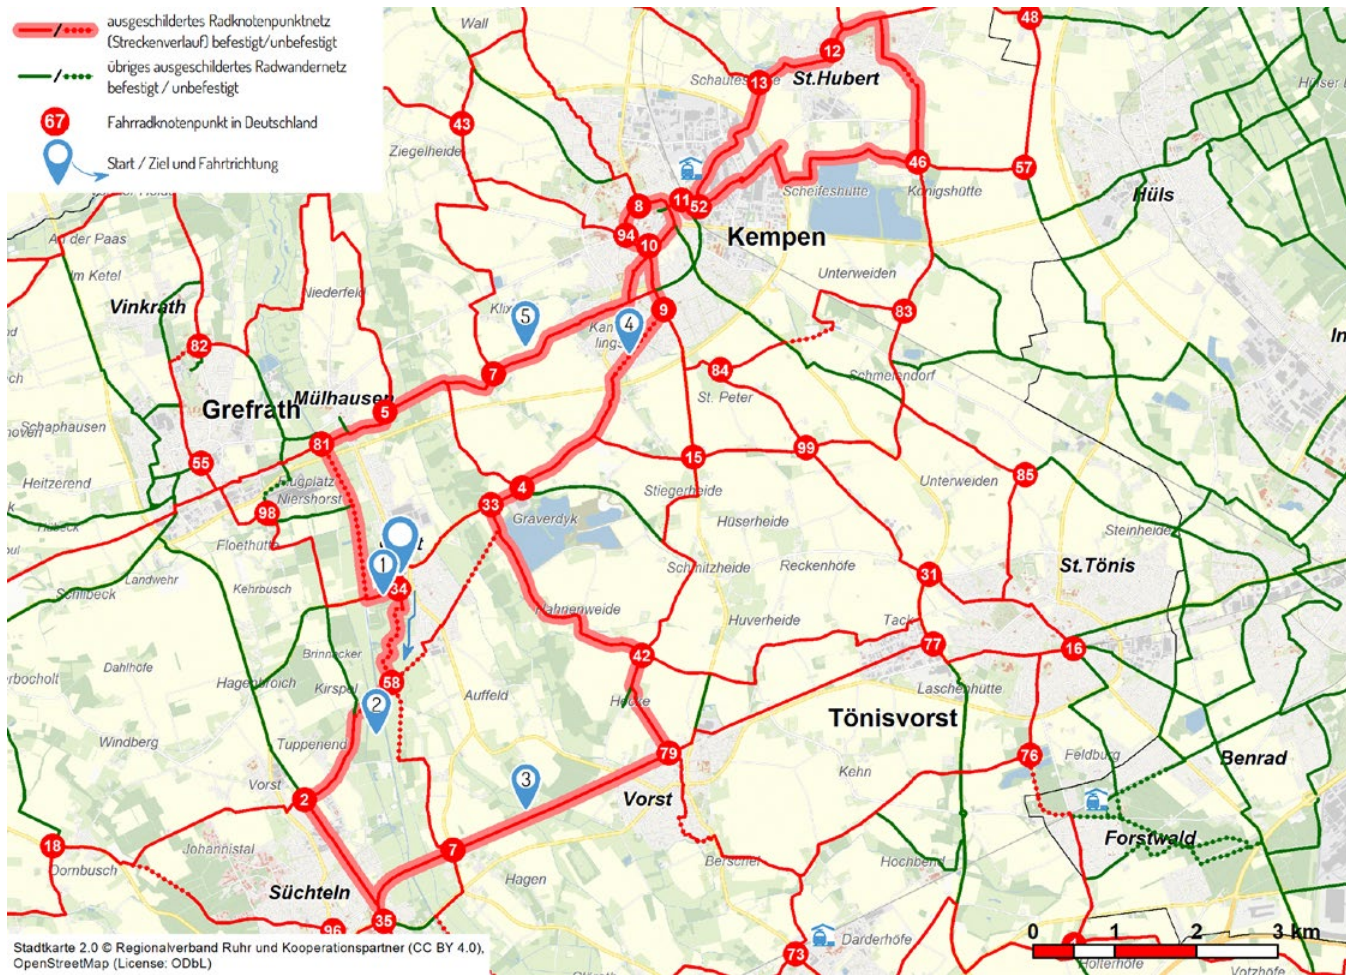 ausgeschildertes Radknotenpunktnetz
(Streckenverlauf) befestigt/unbefestigt
übriges ausgeschildertes Radwandernetz
befestigt / unbefestigt
67 Fahrradknotenpunkt in Deutschland
Start / Ziel und Fahrtrichtung
Wall
48
12
St.Hubert
13
43
Ziegelheide
46
57
Scheifeshütte
Königshütte
Hüls
8
11
52
94
10
Kempen
An der Paas
Im Ketel
Niederfeld
Vinkrath
Unterweiden
5
4
9
83
82
7
84
Schmelendorf
St. Peter
Mülhausen
Grefrath
5
Schaphausen
81
99
55
15
Heitzerend
Niershorst
4
Stiegerheide
Unterweiden
85
33
98
Graverdyk
Hüserheide
Steinheide
Floethütte
Landwehr
Kehrbusch
Schmitzheide
Reckenhöfe
St.Tönis
1
34
31
Hahnenweide
Huverheide
Tack
77
16
Dahlhöfe
Brinnacker
42
Hagenbroich
Kirspel
58
Auffeld
Laschenhütte
2
Tönisvorst
Windberg
Tuppenend
79
76
Feldburg
Benrad
3
Kehn
Vorst
2
Vorst
18
Dornbusch
Johannistal
7
Berschel
Hochbend
Forstwald
Hagen
Süchteln
35
96
73
Darderhöfe
Holterhöfe
Votzhöfe
0 1 2 3 km
Stadtkarte 2.0 © Regionalverband Ruhr und Kooperationspartner (CC BY 4.0),
OpenStreetMap (License: ODbL)